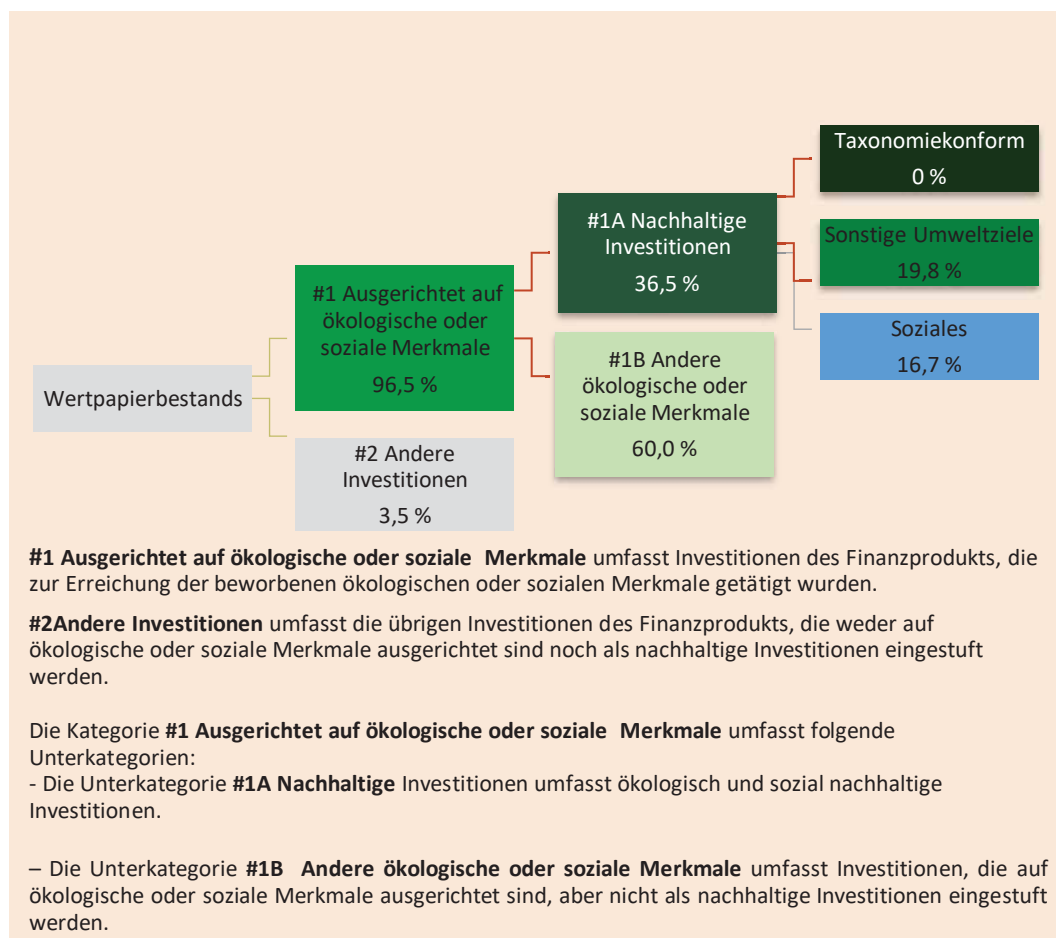 Taxonomiekonform
0 %
#1A Nachhaltige
Investitionen
36,5 %
Sonstige Umweltziele
19,8 %
#1 Ausgerichtet auf
ökologische oder
soziale Merkmale
96,5 %
Soziales
16,7 %
#1B Andere
ökologische oder
soziale Merkmale
60,0 %
Wertpapierbestands
#2 Andere
Investitionen
3,5 %
#1 Ausgerichtet auf ökologische oder soziale Merkmale umfasst Investitionen des Finanzprodukts, die
zur Erreichung der beworbenen ökologischen oder sozialen Merkmale getätigt wurden.
#2Andere Investitionen umfasst die übrigen Investitionen des Finanzprodukts, die weder auf
ökologische oder soziale Merkmale ausgerichtet sind noch als nachhaltige Investitionen eingestuft
werden.
Die Kategorie #1 Ausgerichtet auf ökologische oder soziale Merkmale umfasst folgende
Unterkategorien:
- Die Unterkategorie #1A Nachhaltige Investitionen umfasst ökologisch und sozial nachhaltige
Investitionen.
– Die Unterkategorie #1B Andere ökologische oder soziale Merkmale umfasst Investitionen, die auf
ökologische oder soziale Merkmale ausgerichtet sind, aber nicht als nachhaltige Investitionen eingestuft
werden.